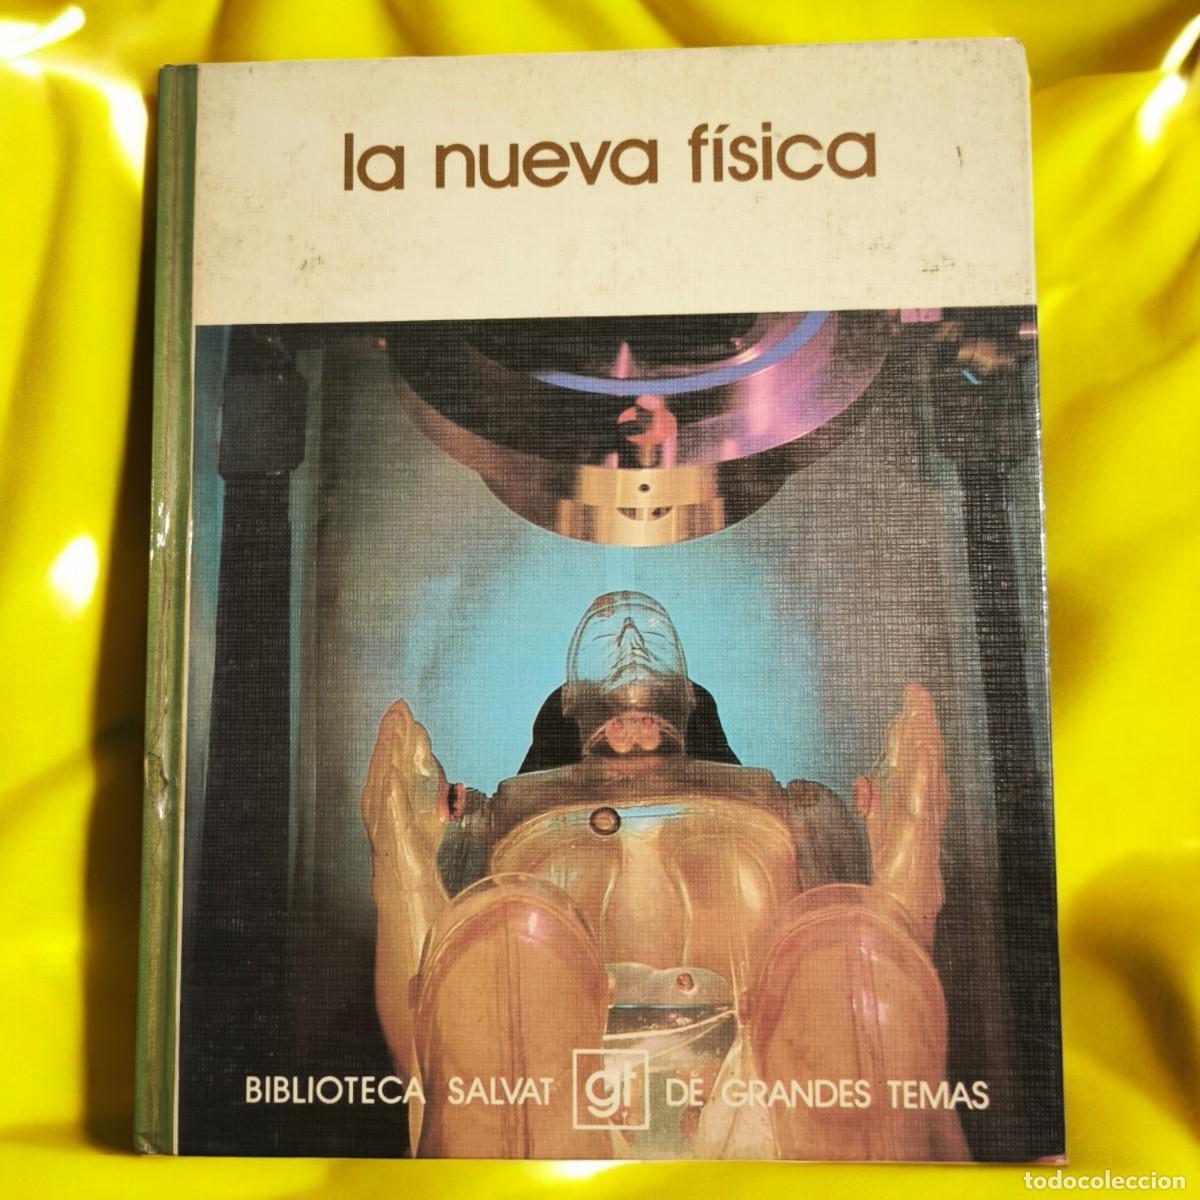 la nueva física
BIBLIOTECA SALVAT gt DE GRANDES TEMAS
todocoleccion